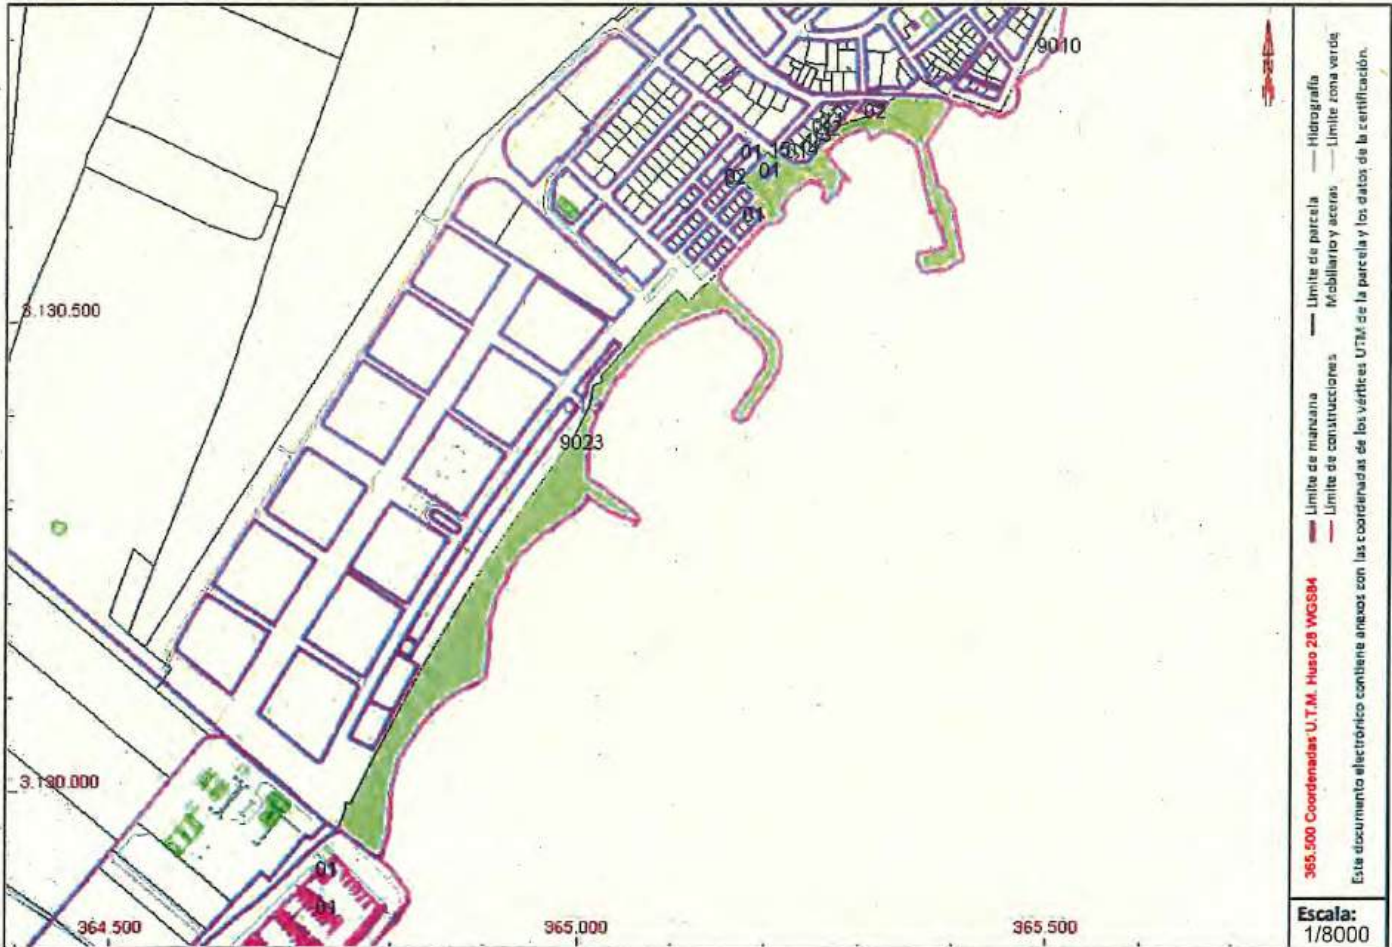 9010
02
01
02
01
01
3.130.500
9023
3.130.000
01
01
364.500
365.000
365.500
Límite de manzana
Límite de parcela
Hidrografía
Límite de construcciones
Mobiliario y aceras
Límite zona verde
365.500 Coordenadas U.T.M. Huso 28 WGS84
Este documento electrónico contiene anexos con las coordenadas de los vértices UTM de la parcela y los datos de la certificación.
Escala:
1/8000